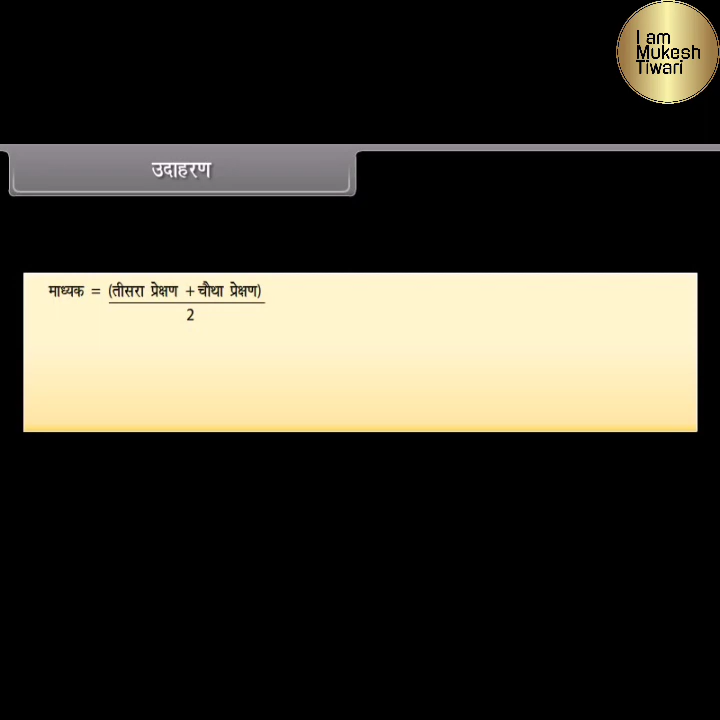 I am
Mukesh
Tiwari
उदाहरण
माध्यक = (तीसरा प्रेक्षण + चौथा प्रेक्षण)
2